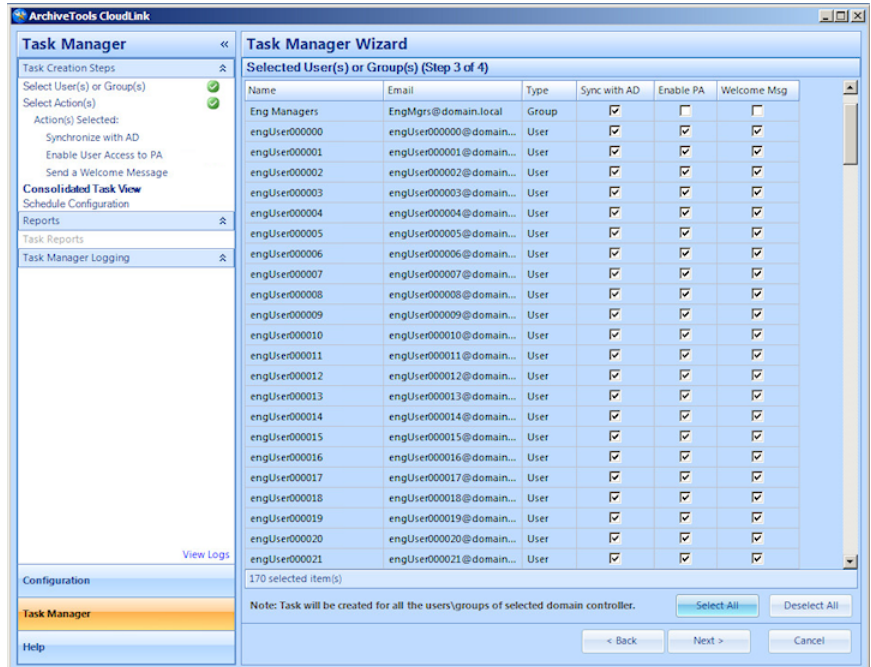 ArchiveTools CloudLink
Task Manager «
Task Creation Steps
Select User(s) or Group(s)
Select Action(s)
Action(s) Selected:
Synchronize with AD
Enable User Access to PA
Send a Welcome Message
Consolidated Task View
Schedule Configuration
Reports
Task Reports
Task Manager Logging
View Logs
Configuration
Task Manager
Help
Task Manager Wizard
Selected User(s) or Group(s) (Step 3 of 4)
Name Email Type Sync with AD Enable PA Welcome Msg
Eng Managers EngMgrs@domain.local Group
engUser000000 engUser000000@domain... User
engUser000001 engUser000001@domain... User
engUser000002 engUser000002@domain... User
engUser000003 engUser000003@domain... User
engUser000004 engUser000004@domain... User
engUser000005 engUser000005@domain... User
engUser000006 engUser000006@domain... User
engUser000007 engUser000007@domain... User
engUser000008 engUser000008@domain... User
engUser000009 engUser000009@domain... User
engUser000010 engUser000010@domain... User
engUser000011 engUser000011@domain... User
engUser000012 engUser000012@domain... User
engUser000013 engUser000013@domain... User
engUser000014 engUser000014@domain... User
engUser000015 engUser000015@domain... User
engUser000016 engUser000016@domain... User
engUser000017 engUser000017@domain... User
engUser000018 engUser000018@domain... User
engUser000019 engUser000019@domain... User
engUser000020 engUser000020@domain... User
engUser000021 engUser000021@domain... User
170 selected item(s)
Note: Task will be created for all the users\groups of selected domain controller. Select All Deselect All
< Back Next > Cancel